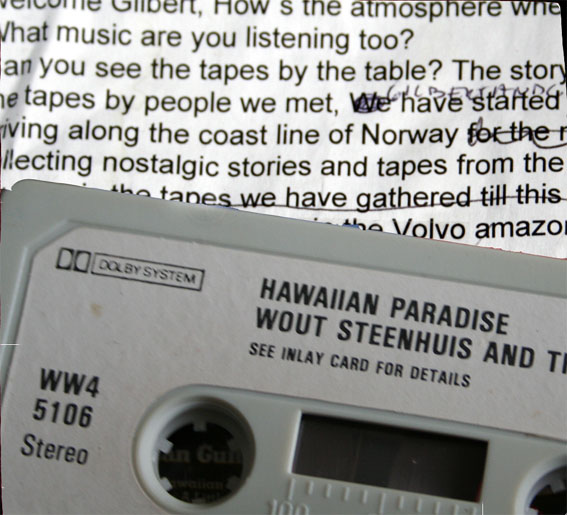 Welcome Gilbert, How's the atmosphere
What music are you listening too?
an you see the tapes by the table? The story
tapes by people we met, We have started
iving along the coast line of Norway for the
llecting nostalgic stories and tapes from the
in the tapes we have gathered till this
the Volvo amazo
DOLBY SYSTEM
HAWAIIAN PARADISE
WOUT STEENHUIS AND
SEE INLAY CARD FOR DETAILS
WW4
5106
Stereo
100